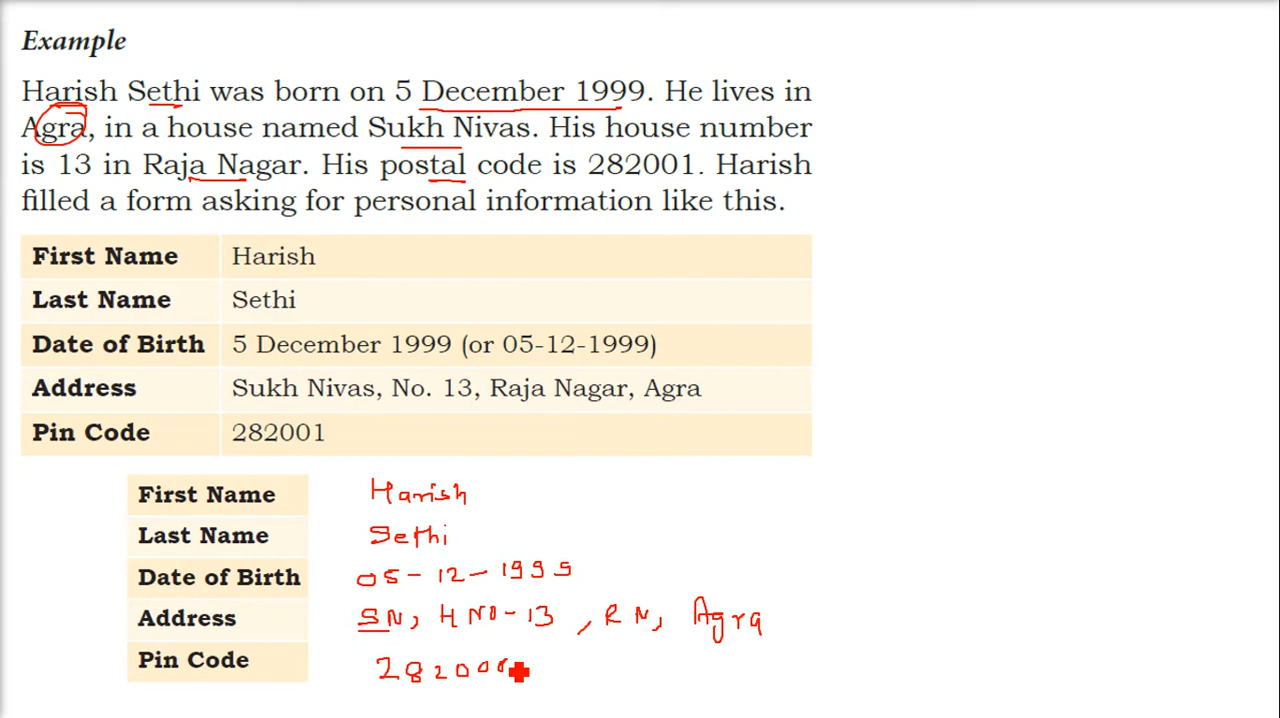 Example
Harish Sethi was born on 5 December 1999. He lives in
Agra, in a house named Sukh Nivas. His house number
is 13 in Raja Nagar. His postal code is 282001. Harish
filled a form asking for personal information like this.
First Name Harish
Last Name Sethi
Date of Birth 5 December 1999 (or 05-12-1999)
Address Sukh Nivas, No. 13, Raja Nagar, Agra
Pin Code 282001
First Name Harish
Last Name Sethi
Date of Birth 05-12-1999
Address SN, H NO-13, RN, Agra
Pin Code